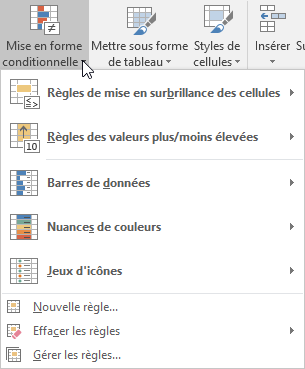 Mise en forme
conditionnelle
Mettre sous forme
de tableau
Styles de
cellules
Insérer
≤>
Règles de mise en surbrillance des cellules
10
Règles des valeurs plus/moins élevées
Barres de données
Nuances de couleurs
Jeux d'icônes
Nouvelle règle...
Effacer les règles
Gérer les règles...